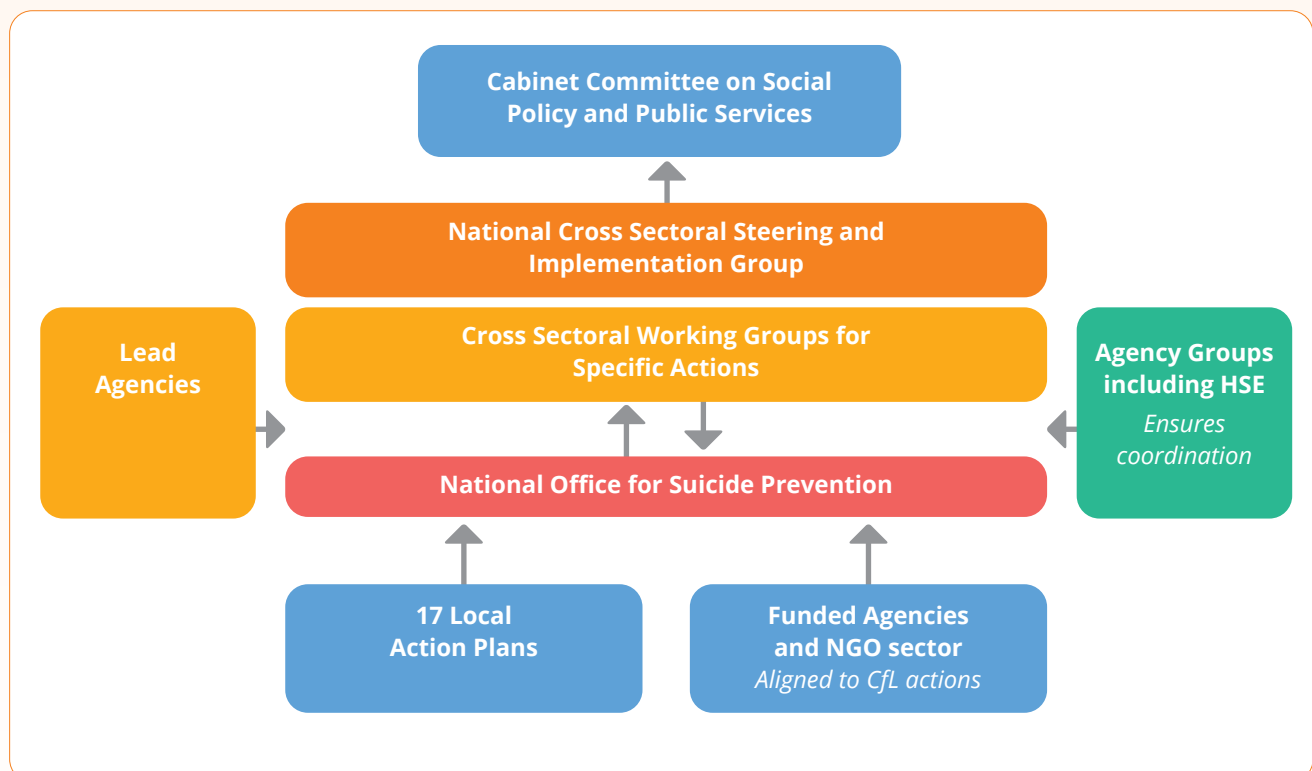 Cabinet Committee on Social
Policy and Public Services
National Cross Sectoral Steering and
Implementation Group
Lead
Agencies
Cross Sectoral Working Groups for
Specific Actions
Agency Groups
including HSE
Ensures
coordination
National Office for Suicide Prevention
17 Local
Action Plans
Funded Agencies
and NGO sector
Aligned to CfL actions